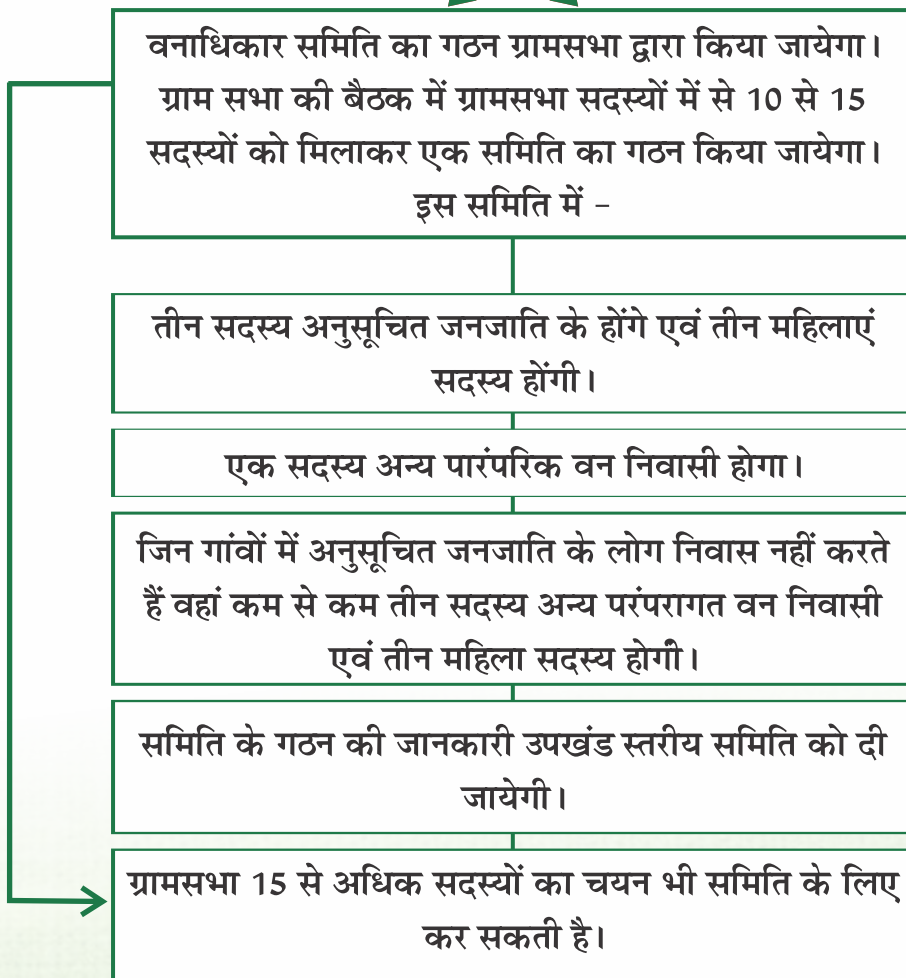 वनाधिकार समिति का गठन ग्रामसभा द्वारा किया जायेगा।
ग्राम सभा की बैठक में ग्रामसभा सदस्यों में से 10 से 15
सदस्यों को मिलाकर एक समिति का गठन किया जायेगा।
इस समिति में -
तीन सदस्य अनुसूचित जनजाति के होंगे एवं तीन महिलाएं
सदस्य होंगी।
एक सदस्य अन्य पारंपरिक वन निवासी होगा।
जिन गांवों में अनुसूचित जनजाति के लोग निवास नहीं करते
हैं वहां कम से कम तीन सदस्य अन्य परंपरागत वन निवासी
एवं तीन महिला सदस्य होगीं।
समिति के गठन की जानकारी उपखंड स्तरीय समिति को दी
जायेगी।
ग्रामसभा 15 से अधिक सदस्यों का चयन भी समिति के लिए
कर सकती है।